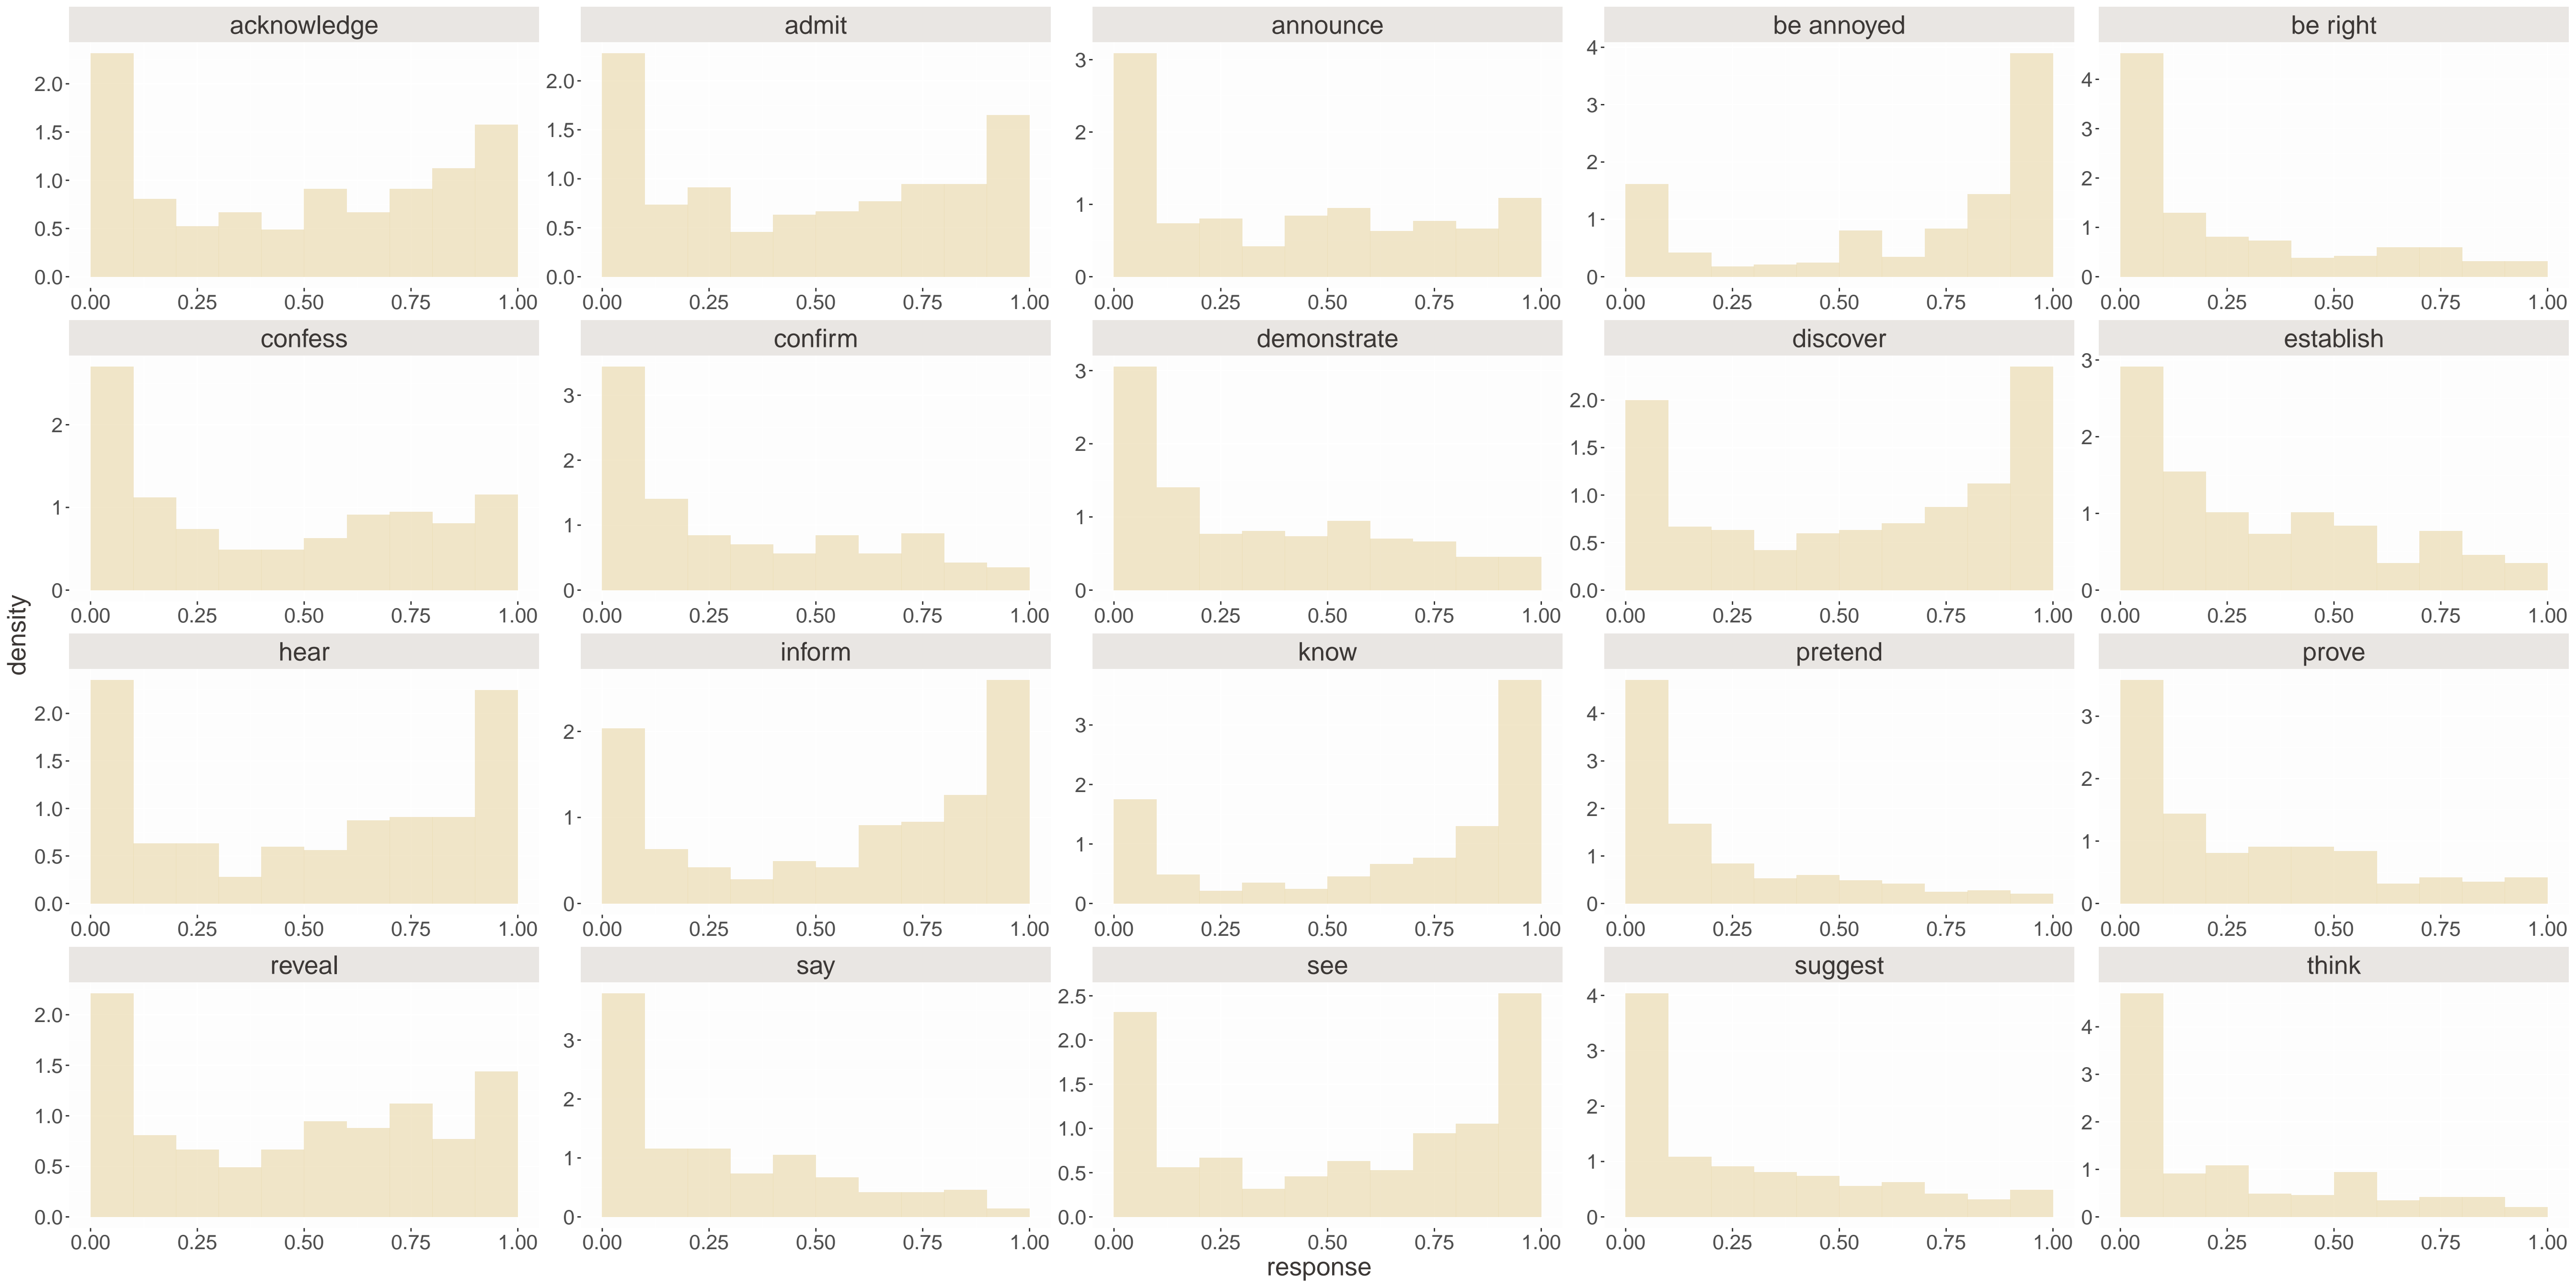 acknowledge admit announce be annoyed be right
2.0 1.5 1.0 0.5 0.0
2.0 1.5 1.0 0.5 0.0
3 2 1 0
4 3 2 1 0
4 3 2 1 0
0.00 0.25 0.50 0.75 1.00 0.00 0.25 0.50 0.75 1.00 0.00 0.25 0.50 0.75 1.00 0.00 0.25 0.50 0.75 1.00 0.00 0.25 0.50 0.75 1.00
confess confirm demonstrate discover establish
2 1 0
3 2 1 0
3 2 1 0
2.0 1.5 1.0 0.5 0.0
3 2 1 0
0.00 0.25 0.50 0.75 1.00 0.00 0.25 0.50 0.75 1.00 0.00 0.25 0.50 0.75 1.00 0.00 0.25 0.50 0.75 1.00 0.00 0.25 0.50 0.75 1.00
density
hear inform know pretend prove
2.0 1.5 1.0 0.5 0.0
2 1 0
3 2 1 0
4 3 2 1 0
3 2 1 0
0.00 0.25 0.50 0.75 1.00 0.00 0.25 0.50 0.75 1.00 0.00 0.25 0.50 0.75 1.00 0.00 0.25 0.50 0.75 1.00 0.00 0.25 0.50 0.75 1.00
reveal say see suggest think
2.0 1.5 1.0 0.5 0.0
3 2 1 0
2.5 2.0 1.5 1.0 0.5 0.0
4 3 2 1 0
4 3 2 1 0
0.00 0.25 0.50 0.75 1.00 0.00 0.25 0.50 0.75 1.00 0.00 0.25 0.50 0.75 1.00 0.00 0.25 0.50 0.75 1.00 0.00 0.25 0.50 0.75 1.00
response